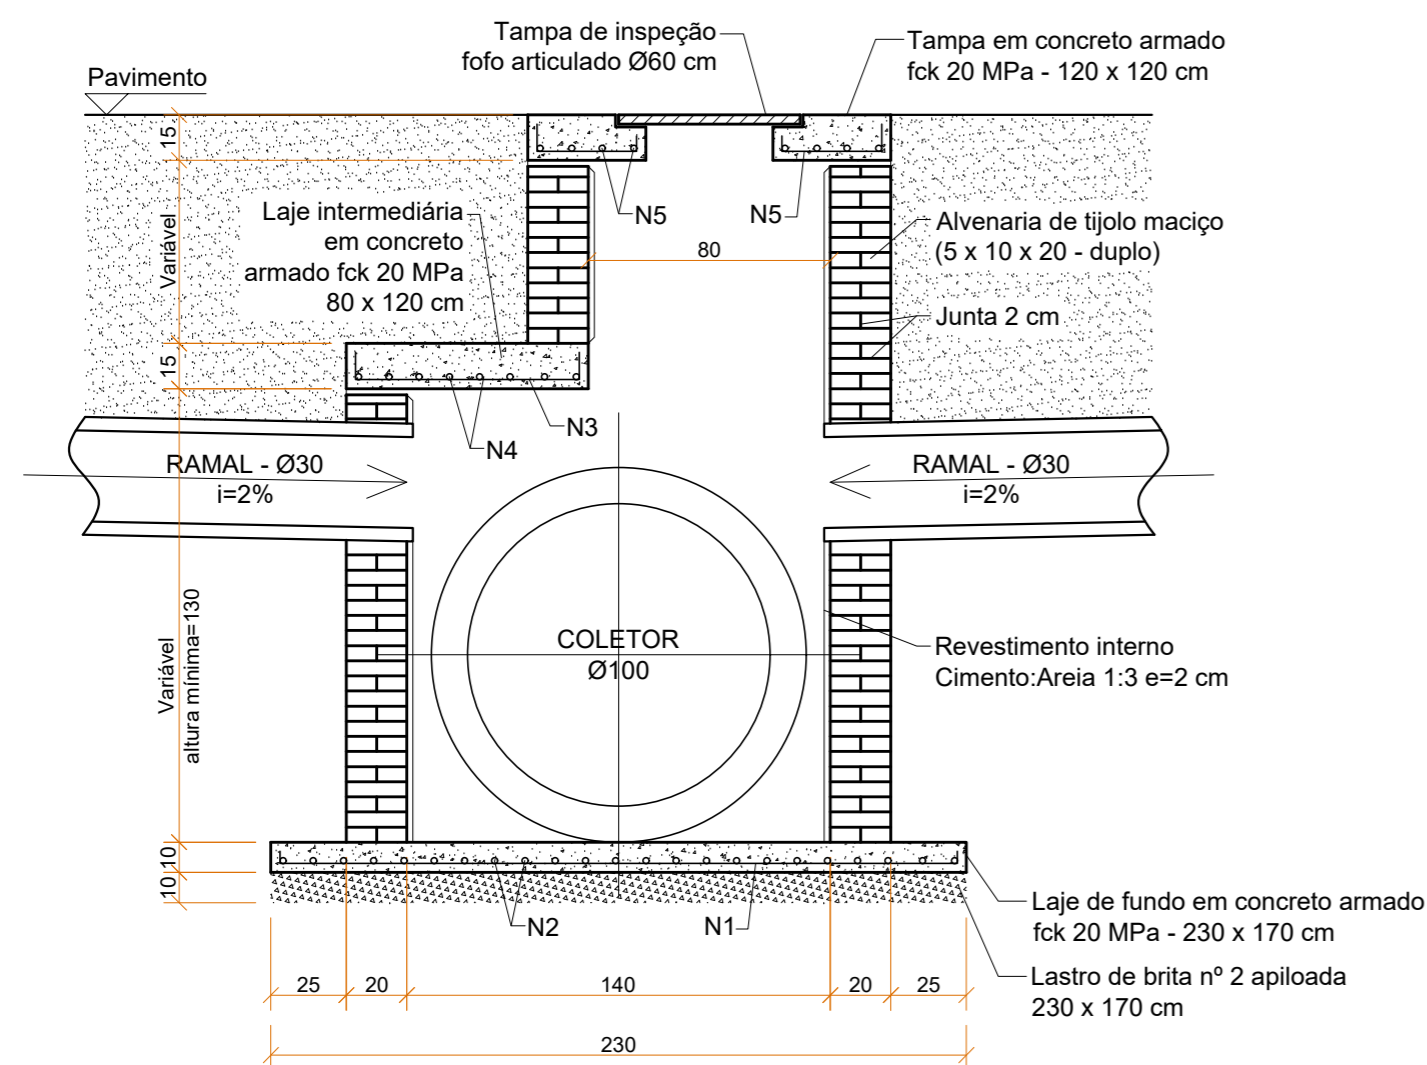 Tampa de inspeção
fofo articulado Ø60 cm
Tampa em concreto armado
fck 20 MPa - 120 x 120 cm
Pavimento
15
Variável
15
Variável
altura mínima=130
10
10
Laje intermediária
em concreto
armado fck 20 MPa
80 x 120 cm
N5
N5
80
Alvenaria de tijolo maciço
(5 x 10 x 20 - duplo)
Junta 2 cm
N3
N4
RAMAL - Ø30
i=2%
RAMAL - Ø30
i=2%
COLETOR
Ø100
Revestimento interno
Cimento:Areia 1:3 e=2 cm
N2
N1
Laje de fundo em concreto armado
fck 20 MPa - 230 x 170 cm
Lastro de brita nº 2 apiloada
230 x 170 cm
25
20
140
20
25
230